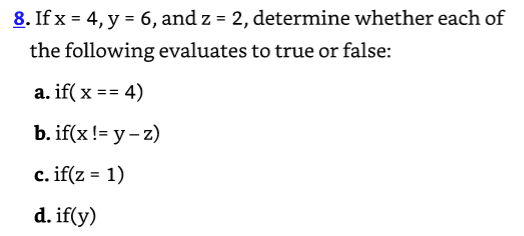 8. If x = 4, y = 6, and z = 2, determine whether each of
the following evaluates to true or false:
a. if( x == 4)
b. if(x != y – z)
c. if(z = 1)
d. if(y)